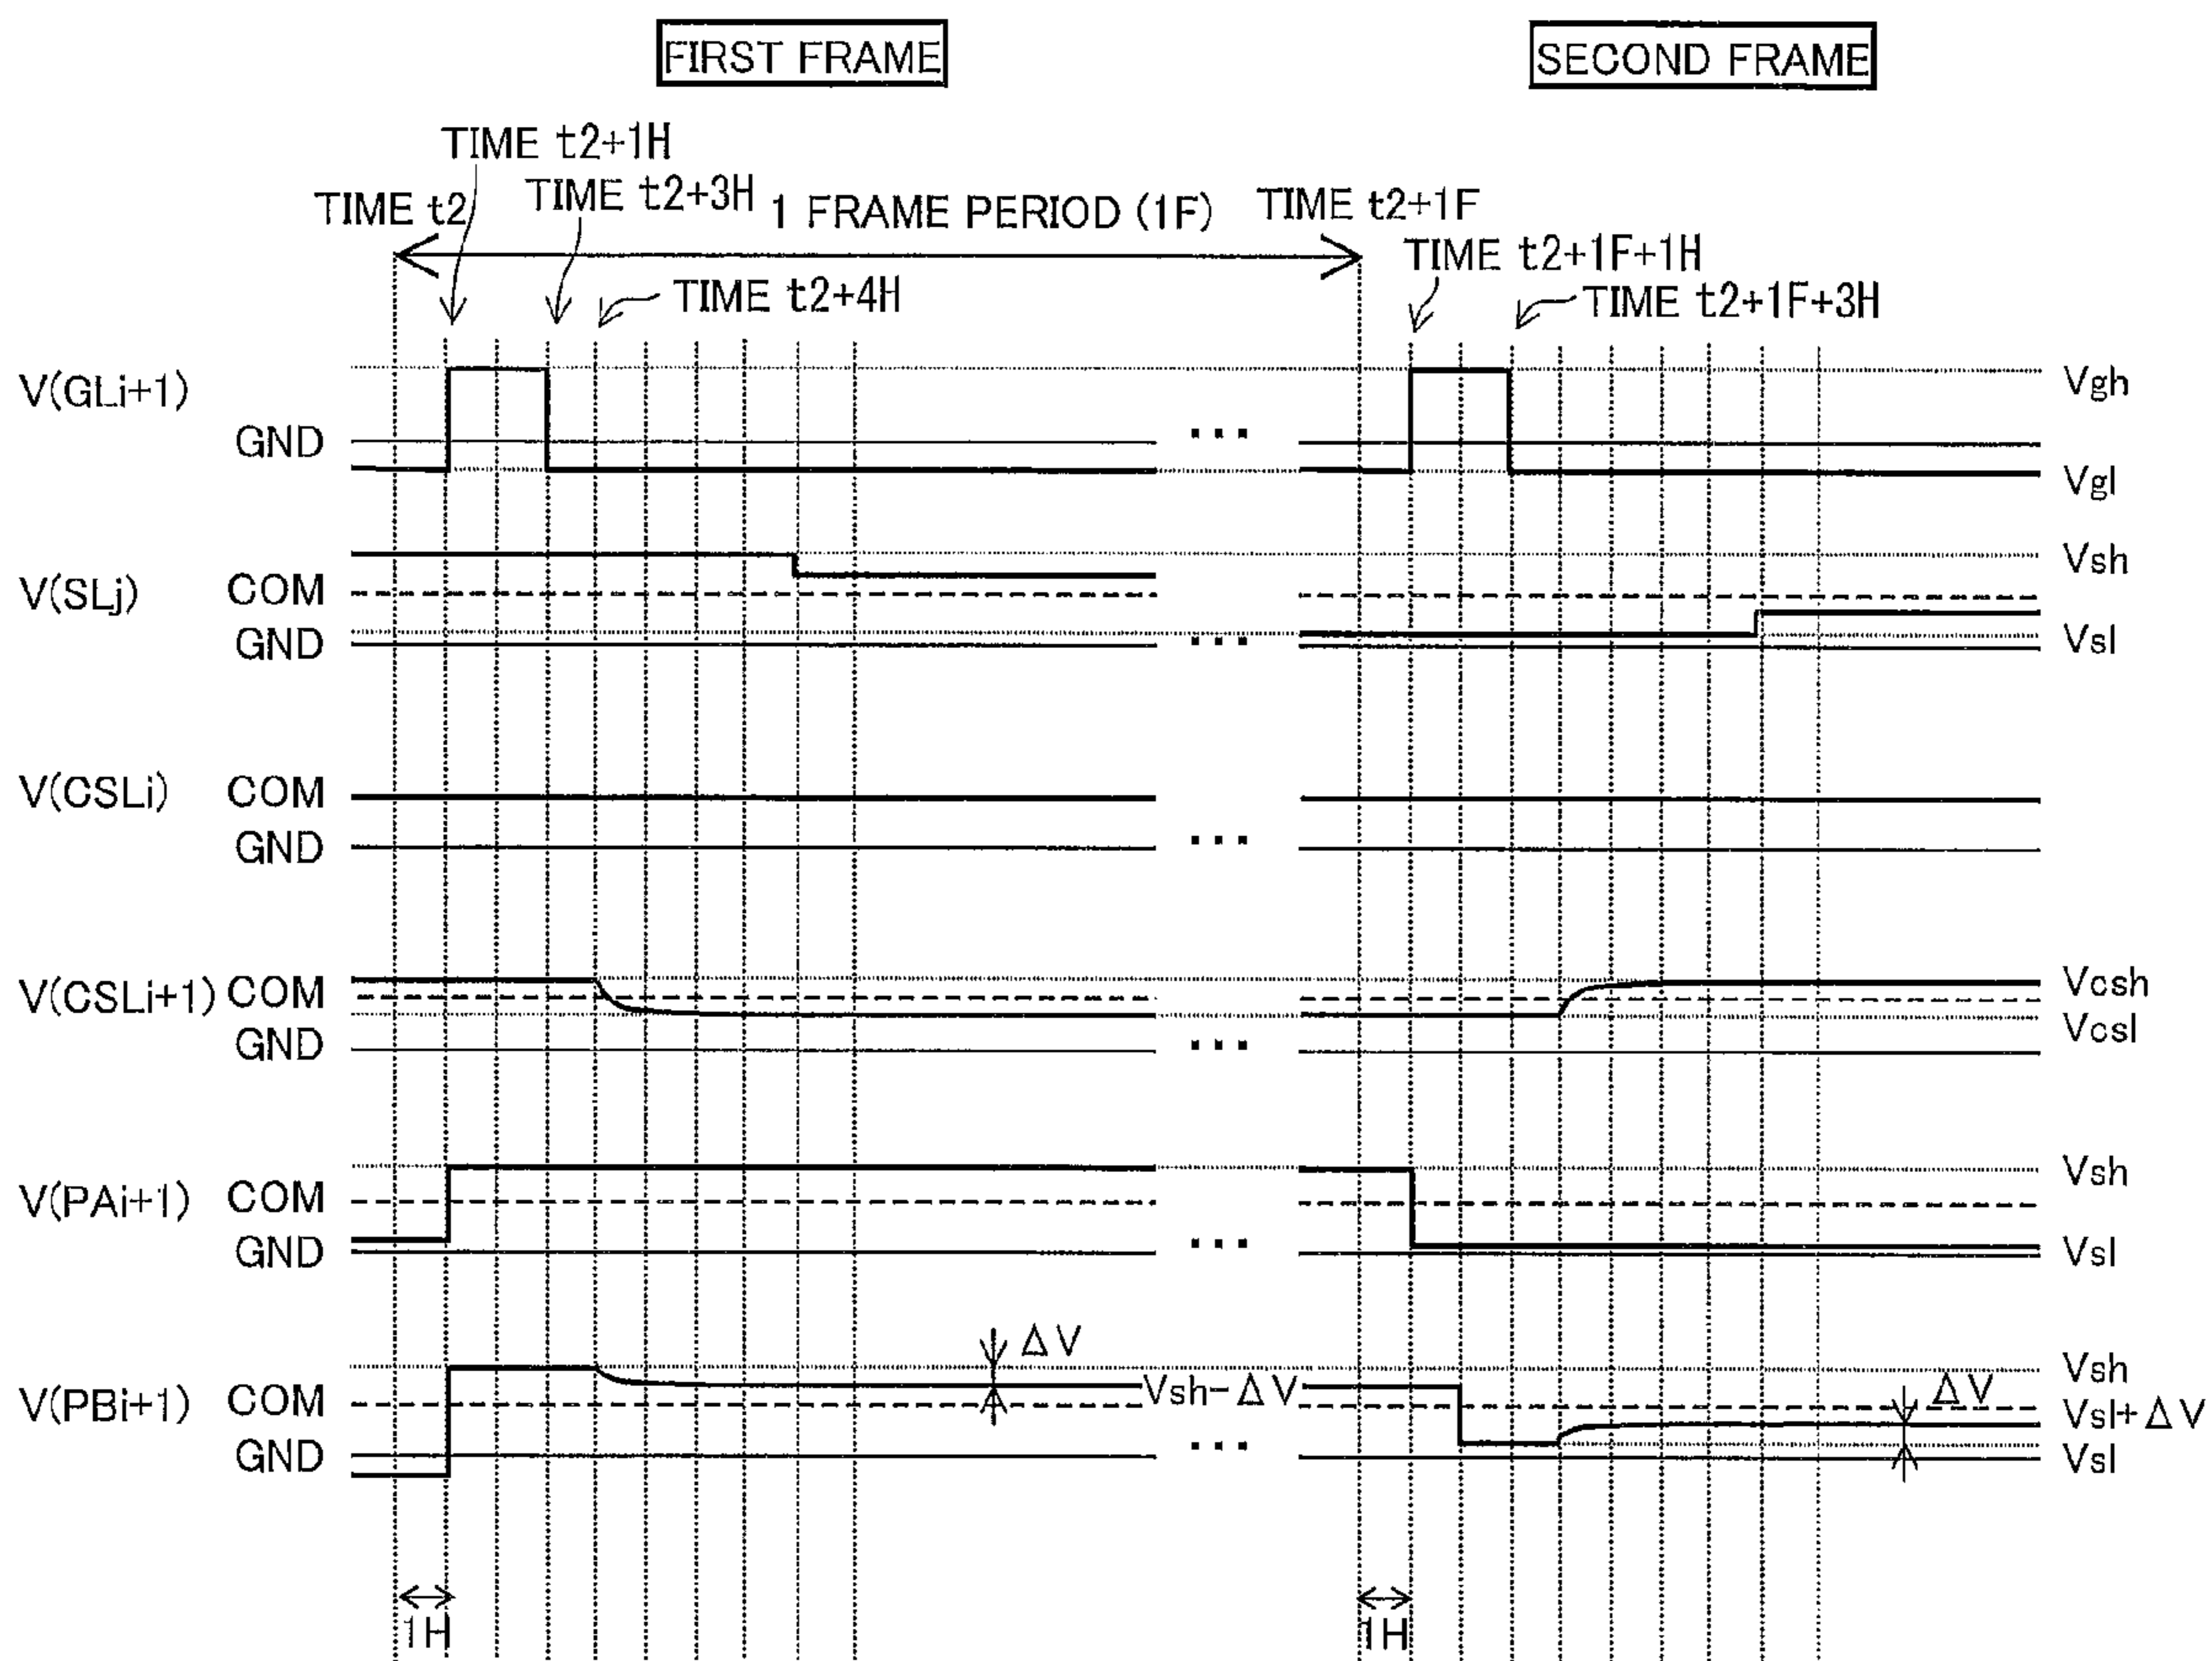 FIRST FRAME
SECOND FRAME
TIME t2+1H
TIME t2
TIME t2+3H
1 FRAME PERIOD (1F)
TIME t2+1F
TIME t2+1F+1H
TIME t2+4H
TIME t2+1F+3H
V(GLi+1)
GND
...
Vgh
Vgl
V(SLj)
COM
GND
...
Vsh
Vsl
V(CSLi)
COM
GND
...
V(CSLi+1)
COM
GND
...
Vcsh
Vcsl
V(PAi+1)
COM
GND
...
Vsh
Vsl
V(PBi+1)
COM
GND
ΔV
Vsh-ΔV
...
ΔV
Vsh
Vsl+ΔV
Vsl
1H
1H